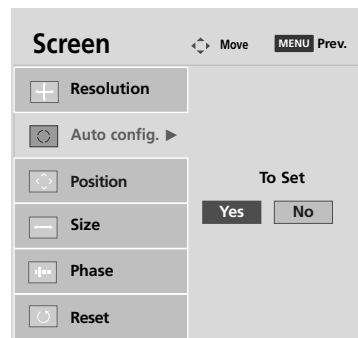 Screen
Move MENU Prev.
Resolution
Auto config. ►
Position
Size
Phase
Reset
To Set
Yes No